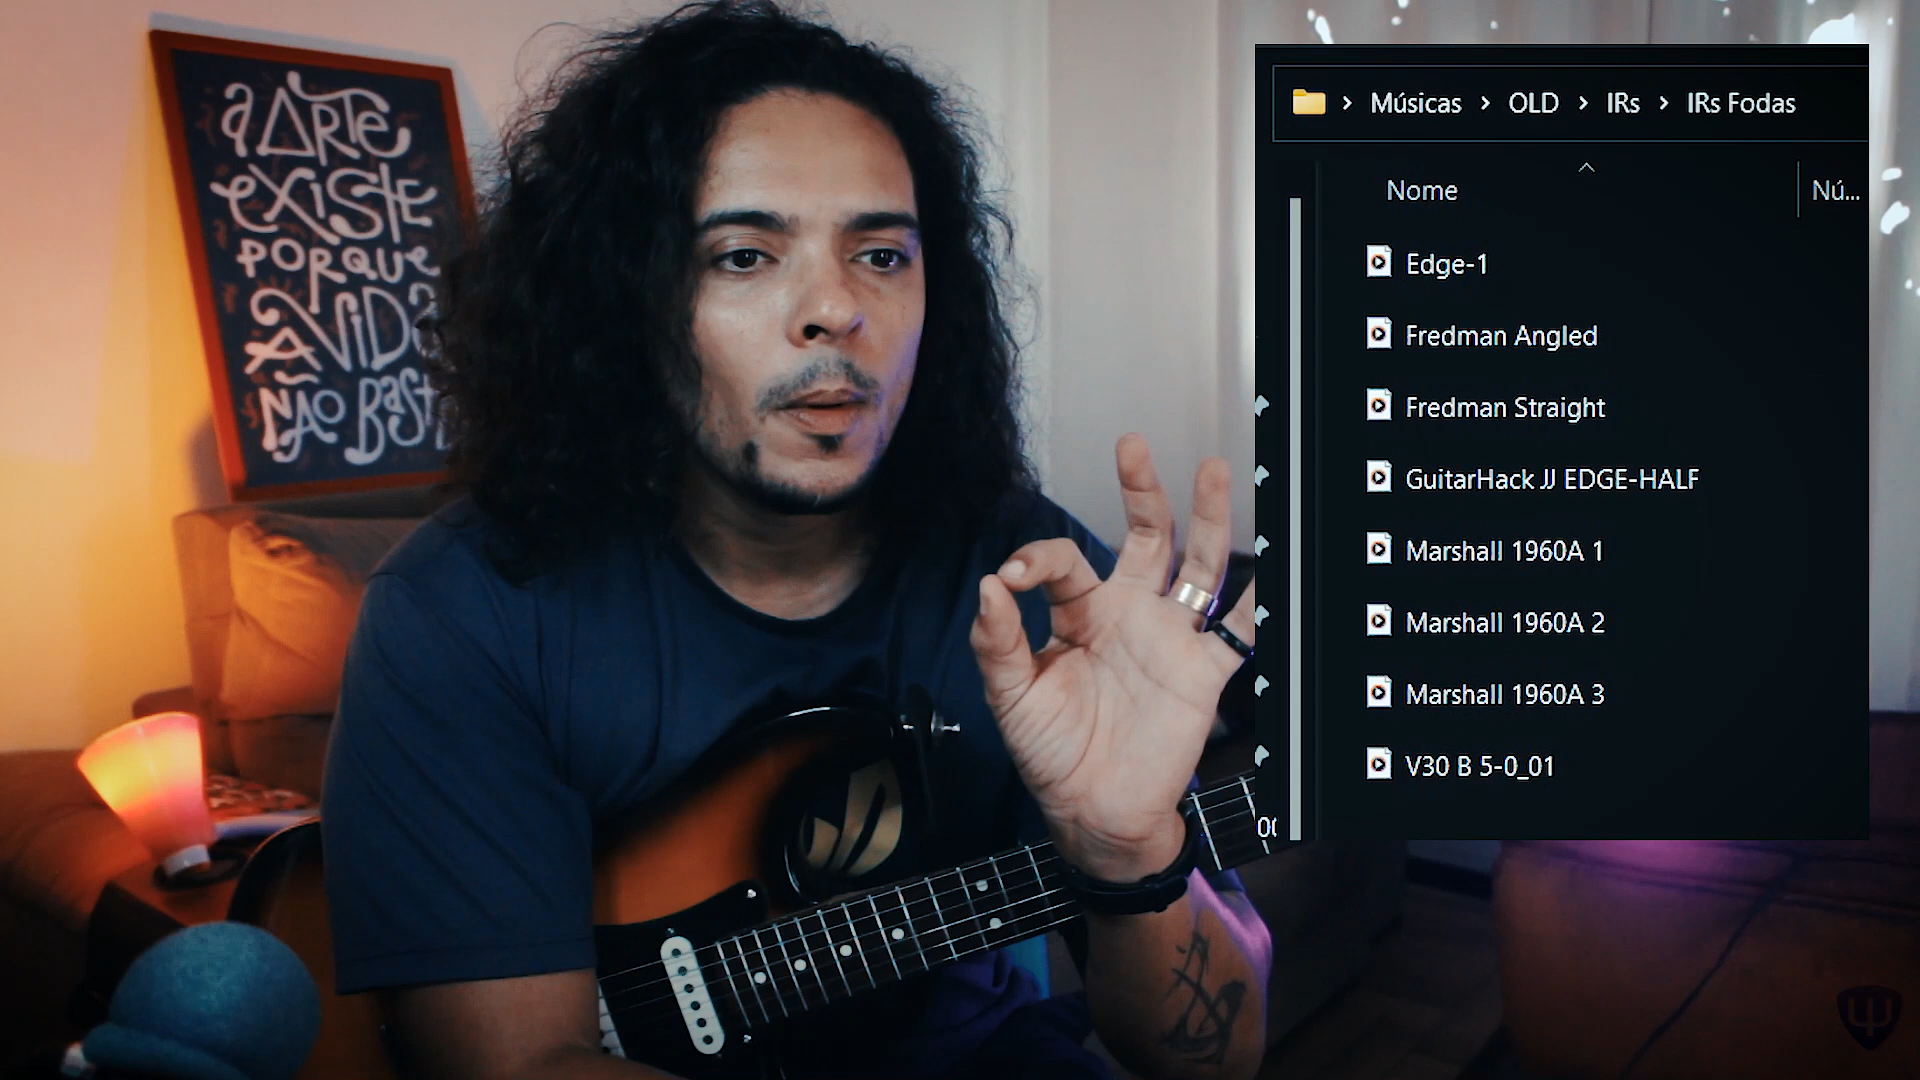 A ARTE
EXISTE
PORQUE
A VIDA
NÃO BAST
Músicas > OLD > IRs > IRs Fodas
Nome
Nú...
Edge-1
Fredman Angled
Fredman Straight
GuitarHack JJ EDGE-HALF
Marshall 1960A 1
Marshall 1960A 2
Marshall 1960A 3
V30 B 5-0_01